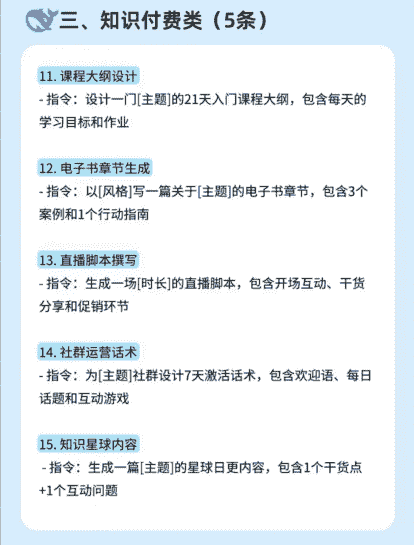 三、知识付费类（5条）
11. 课程大纲设计
- 指令：设计一门[主题]的21天入门课程大纲，包含每天的
学习目标和作业
12. 电子书章节生成
- 指令：以[风格]写一篇关于[主题]的电子书章节，包含3个
案例和1个行动指南
13. 直播脚本撰写
- 指令：生成一场[时长]的直播脚本，包含开场互动、干货
分享和促销环节
14. 社群运营话术
- 指令：为[主题]社群设计7天激活话术，包含欢迎语、每日
话题和互动游戏
15. 知识星球内容
- 指令：生成一篇[主题]的星球日更内容，包含1个干货点
+1个互动问题